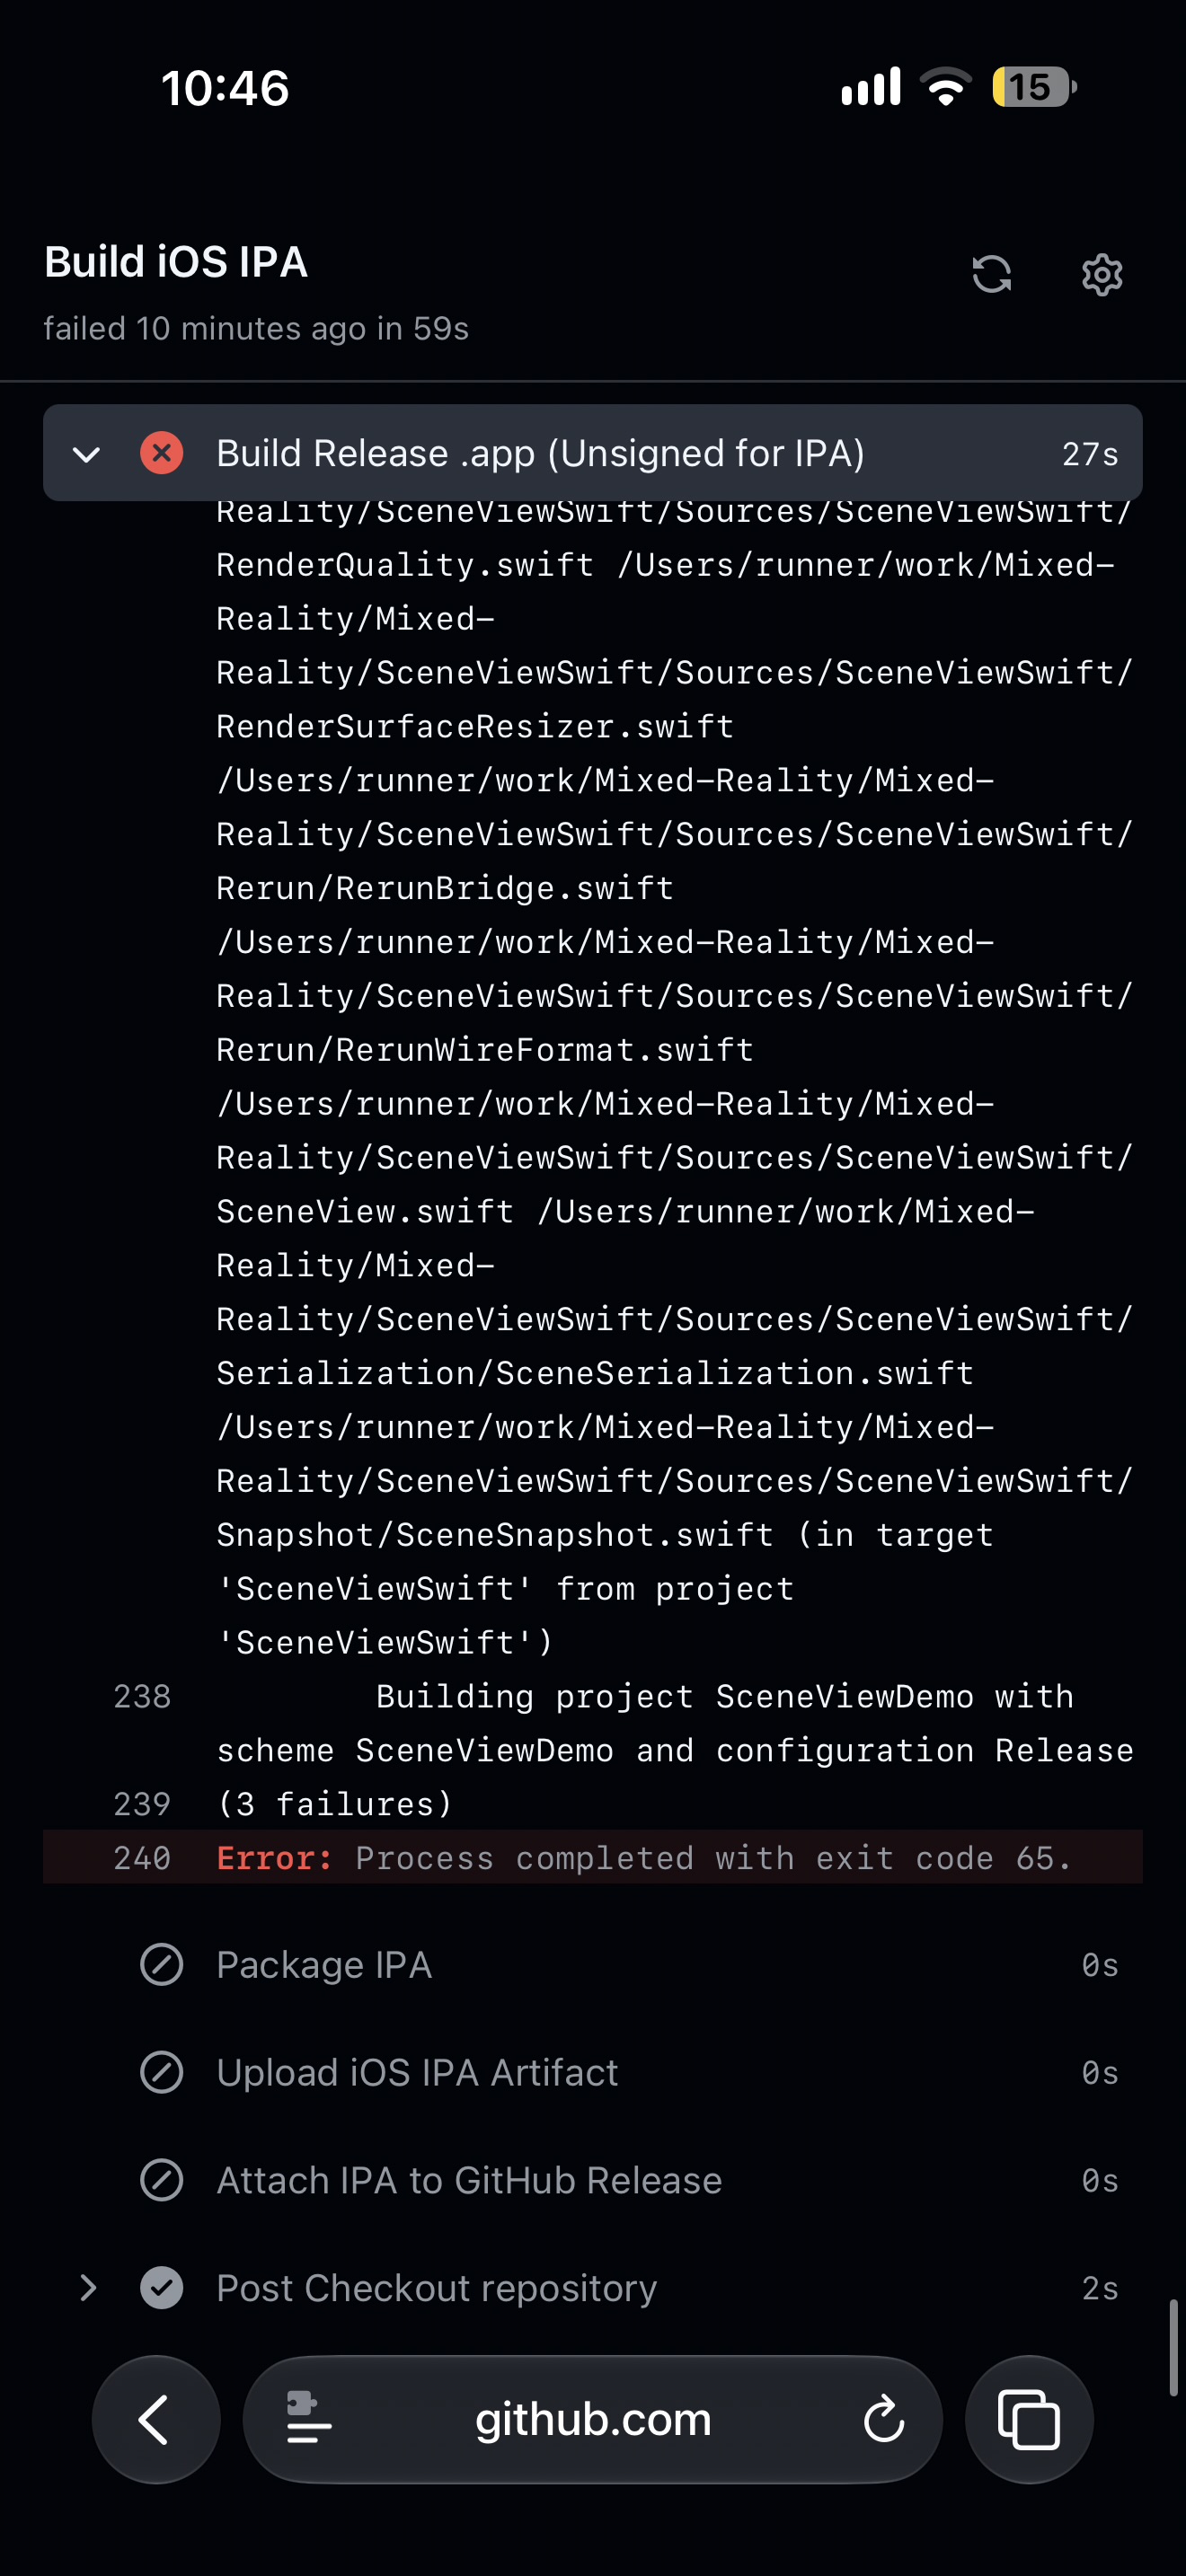 10:46
15
Build iOS IPA
failed 10 minutes ago in 59s
Build Release .app (Unsigned for IPA) 27s
Reality/SceneViewSwift/Sources/SceneViewSwift/
RenderQuality.swift /Users/runner/work/Mixed-
Reality/Mixed-
Reality/SceneViewSwift/Sources/SceneViewSwift/
RenderSurfaceResizer.swift
/Users/runner/work/Mixed-Reality/Mixed-
Reality/SceneViewSwift/Sources/SceneViewSwift/
Rerun/RerunBridge.swift
/Users/runner/work/Mixed-Reality/Mixed-
Reality/SceneViewSwift/Sources/SceneViewSwift/
Rerun/RerunWireFormat.swift
/Users/runner/work/Mixed-Reality/Mixed-
Reality/SceneViewSwift/Sources/SceneViewSwift/
SceneView.swift /Users/runner/work/Mixed-
Reality/Mixed-
Reality/SceneViewSwift/Sources/SceneViewSwift/
Serialization/SceneSerialization.swift
/Users/runner/work/Mixed-Reality/Mixed-
Reality/SceneViewSwift/Sources/SceneViewSwift/
Snapshot/SceneSnapshot.swift (in target
'SceneViewSwift' from project
'SceneViewSwift')
238 Building project SceneViewDemo with
scheme SceneViewDemo and configuration Release
239 (3 failures)
240 Error: Process completed with exit code 65.
Package IPA 0s
Upload iOS IPA Artifact 0s
Attach IPA to GitHub Release 0s
Post Checkout repository 2s
github.com